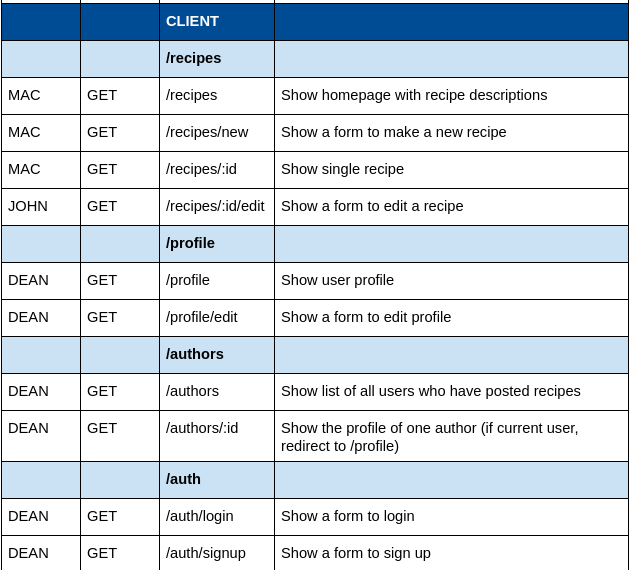 CLIENT
/recipes
MAC GET /recipes Show homepage with recipe descriptions
MAC GET /recipes/new Show a form to make a new recipe
MAC GET /recipes/:id Show single recipe
JOHN GET /recipes/:id/edit Show a form to edit a recipe
/profile
DEAN GET /profile Show user profile
DEAN GET /profile/edit Show a form to edit profile
/authors
DEAN GET /authors Show list of all users who have posted recipes
DEAN GET /authors/:id Show the profile of one author (if current user,
redirect to /profile)
/auth
DEAN GET /auth/login Show a form to login
DEAN GET /auth/signup Show a form to sign up